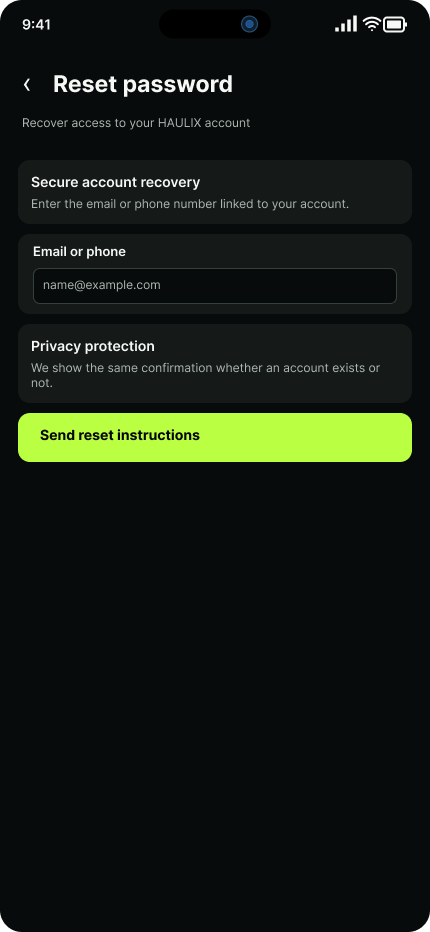 9:41
‹ Reset password
Recover access to your HAULIX account
Secure account recovery
Enter the email or phone number linked to your account.
Email or phone
name@example.com
Privacy protection
We show the same confirmation whether an account exists or
not.
Send reset instructions